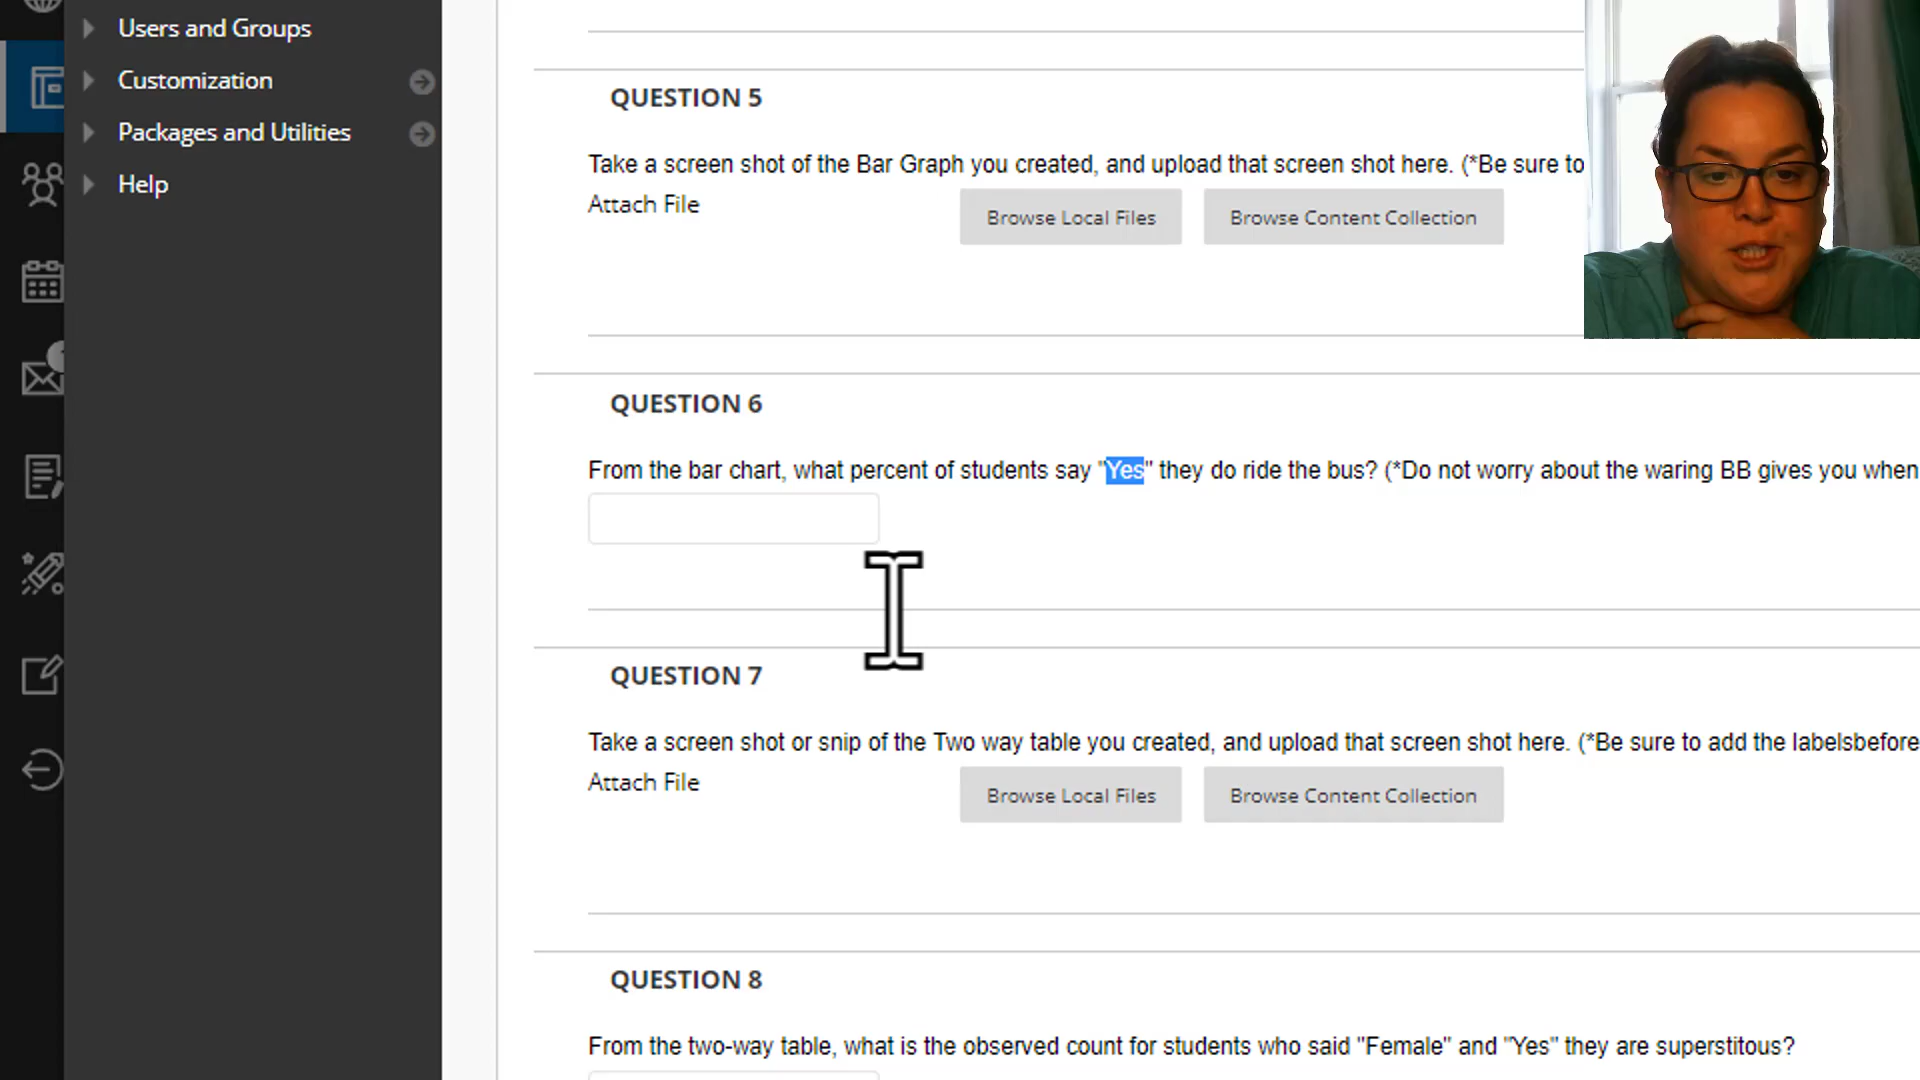 Users and Groups
Customization
Packages and Utilities
Help
QUESTION 5
Take a screen shot of the Bar Graph you created, and upload that screen shot here. (*Be sure to
Attach File
Browse Local Files
Browse Content Collection
QUESTION 6
From the bar chart, what percent of students say "Yes" they do ride the bus? (*Do not worry about the waring BB gives you when
QUESTION 7
Take a screen shot or snip of the Two way table you created, and upload that screen shot here. (*Be sure to add the labelsbefore
Attach File
Browse Local Files
Browse Content Collection
QUESTION 8
From the two-way table, what is the observed count for students who said "Female" and "Yes" they are superstitous?